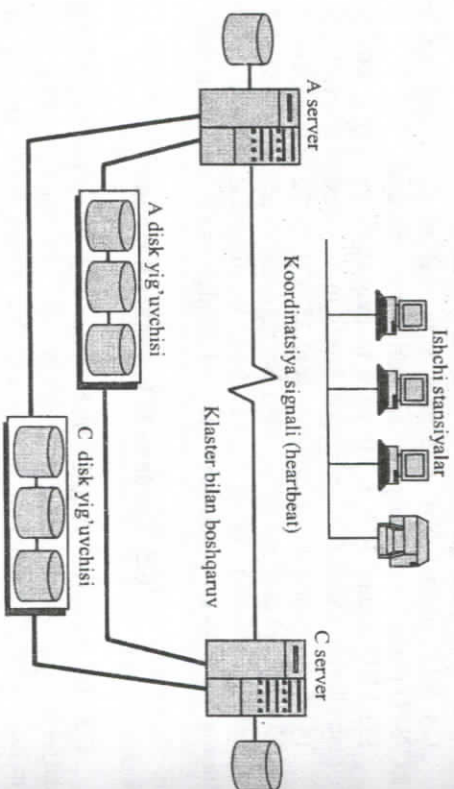 Ishchi stansiyalar
Koordinatsiya signali (heartbeat)
A server
Klaster bilan boshqaruv
C server
A disk yig'uvchisi
C disk yig'uvchisi